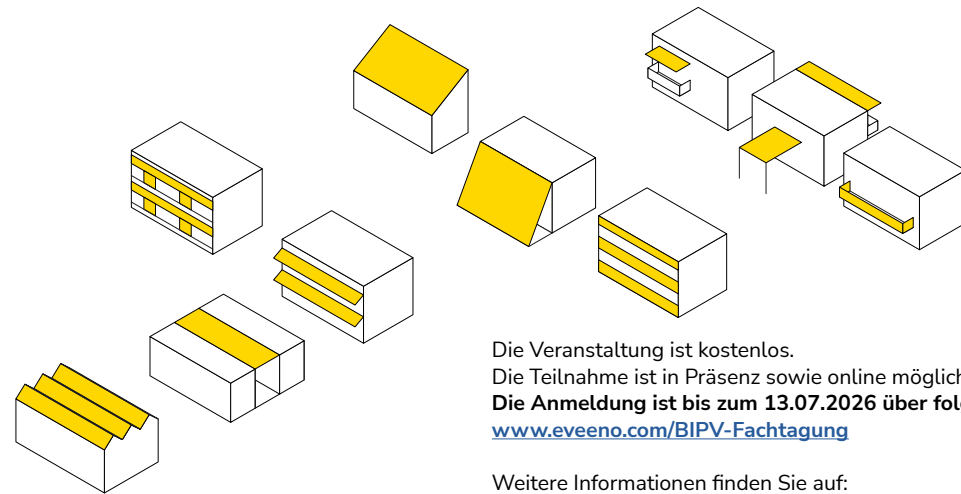 Die Veranstaltung ist kostenlos.
Die Teilnahme ist in Präsenz sowie online möglich
Die Anmeldung ist bis zum 13.07.2026 über
www.eveeno.com/BIPV-Fachtagung
Weitere Informationen finden Sie auf: